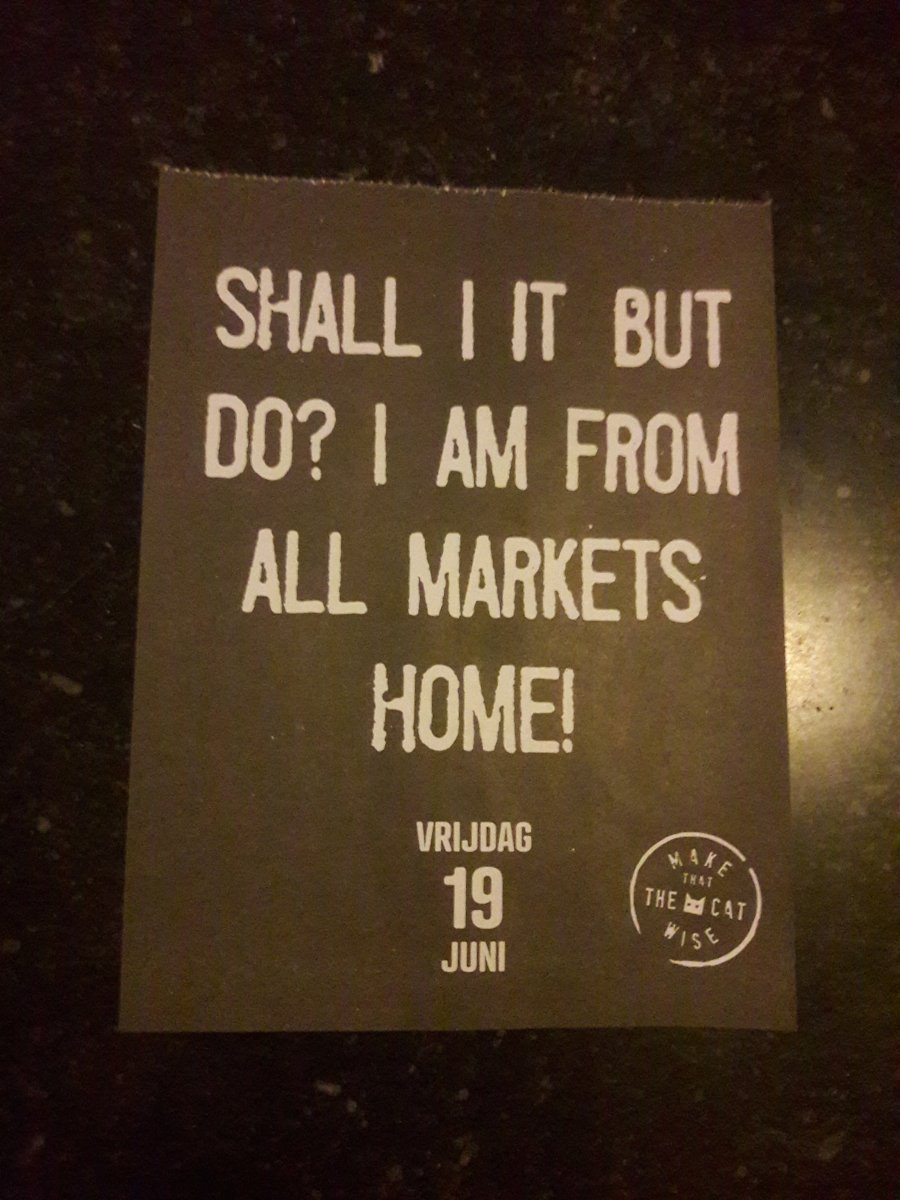 SHALL I IT BUT
DO? I AM FROM
ALL MARKETS
HOME!
VRIJDAG
19
JUNI
MAKE
THAT
THE CAT
WISE